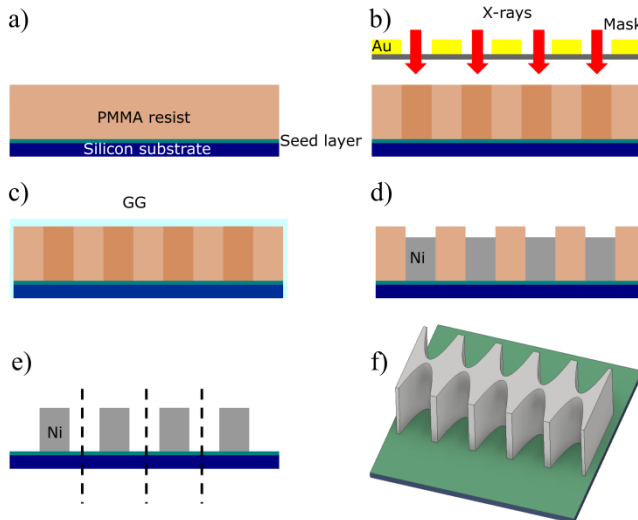 a)
PMMA resist
Silicon substrate
Seed layer
b)
X-rays
Mask
Au
c)
GG
d)
Ni
e)
Ni
f)